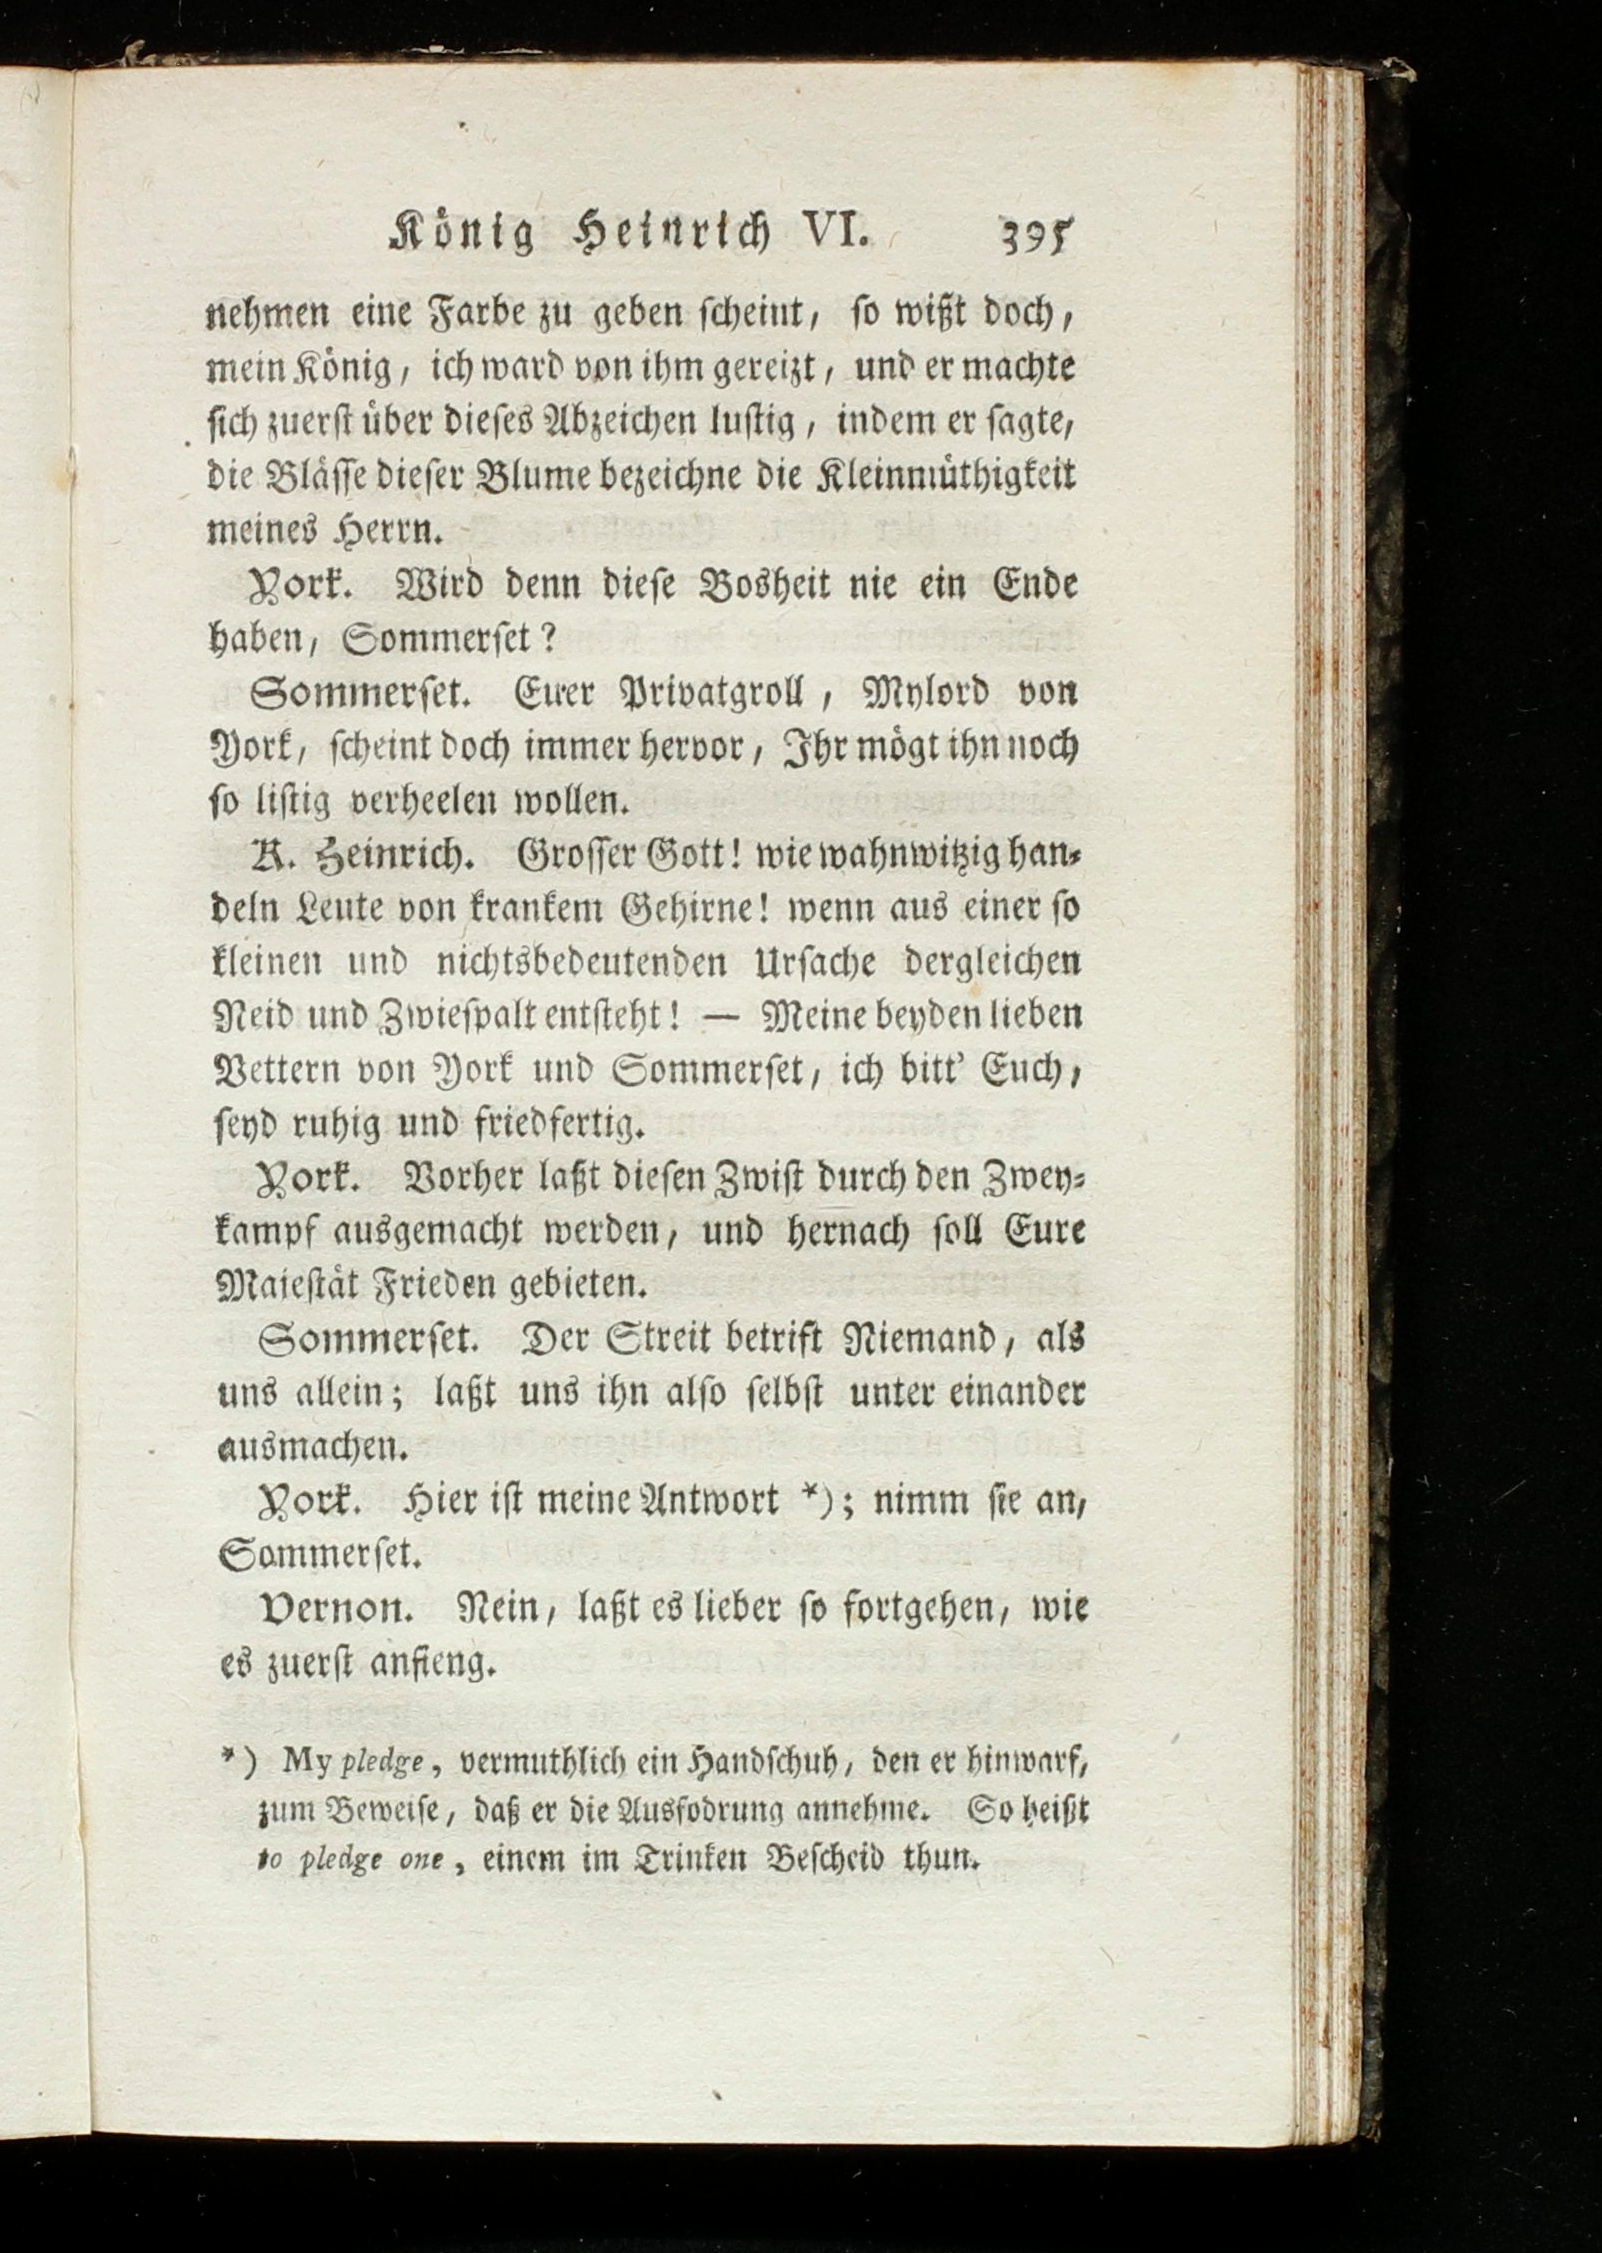 König Heinrich VI. 395
nehmen eine Farbe zu geben scheint, so wißt doch,
mein König, ich ward von ihm gereizt, und er machte
sich zuerst über dieses Abzeichen lustig, indem er sagte,
die Blässe dieser Blume bezeichne die Kleinmüthigkeit
meines Herrn.
York. Wird denn diese Bosheit nie ein Ende
haben, Sommerset?
Sommerset. Euer Privatgroll, Mylord von
York, scheint doch immer hervor, Ihr mögt ihn noch
so listig verheelen wollen.
K. Heinrich. Grosser Gott! wie wahnwitzig han-
deln Leute von krankem Gehirne! wenn aus einer so
kleinen und nichtsbedeutenden Ursache dergleichen
Neid und Zwiespalt entsteht! — Meine beyden lieben
Vettern von York und Sommerset, ich bitt' Euch,
seyd ruhig und friedfertig.
York. Vorher laßt diesen Zwist durch den Zwey-
kampf ausgemacht werden, und hernach soll Eure
Majestät Frieden gebieten.
Sommerset. Der Streit betrift Niemand, als
uns allein; laßt uns ihn also selbst unter einander
ausmachen.
York. Hier ist meine Antwort *); nimm sie an,
Sommerset.
Vernon. Nein, laßt es lieber so fortgehen, wie
es zuerst anfieng.
*) My pledge, vermuthlich ein Handschuh, den er hinwarf,
zum Beweise, daß er die Ausfodrung annehme. So heißt
to pledge one, einem im Trinken Bescheid thun.